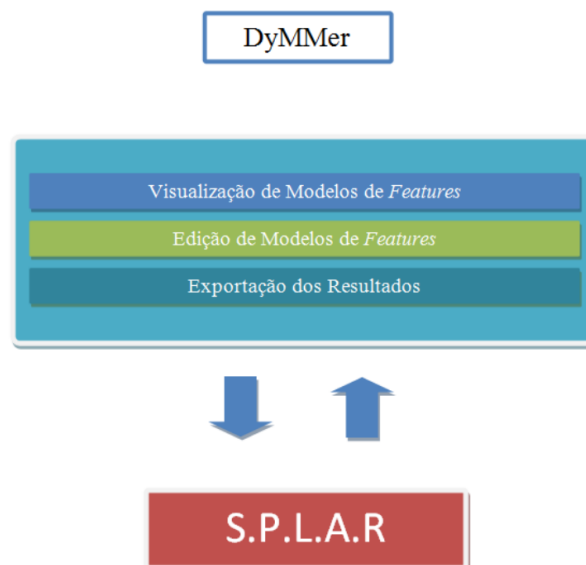 DyMMer
Visualização de Modelos de Features
Edição de Modelos de Features
Exportação dos Resultados
S.P.L.A.R